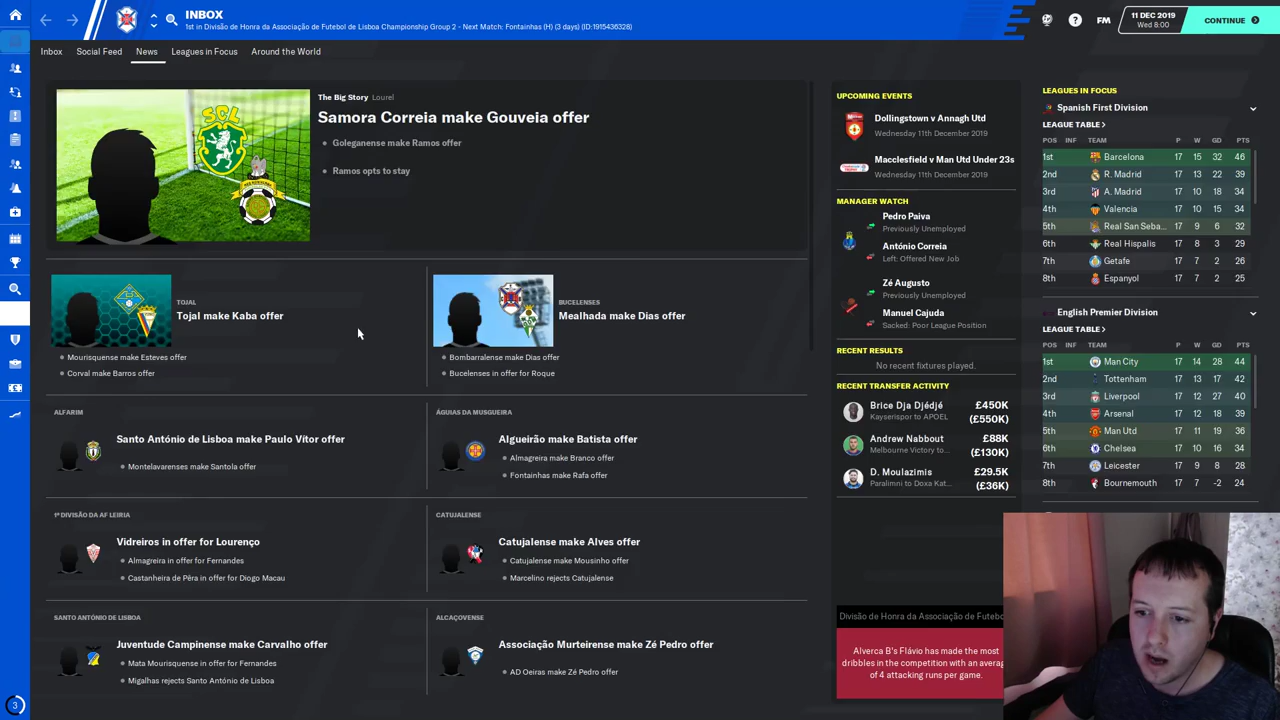 INBOX
1st in Divisão de Honra da Associação de Futebol de Lisboa Championship Group 2 - Next Match: Fontainhas (H) (3 days) (ID:1915436328)
?
FM
11 DEC 2019
Wed 8:00
CONTINUE
Inbox
Social Feed
News
Leagues in Focus
Around the World
The Big Story Lourel
Samora Correia make Gouveia offer
Goleganense make Ramos offer
Ramos opts to stay
SCL
TOJAL
Tojal make Kaba offer
Mourisquense make Esteves offer
Corval make Barros offer
BUCELENSES
Mealhada make Dias offer
Bombarralense make Dias offer
Bucelenses in offer for Roque
ALFARIM
Santo António de Lisboa make Paulo Vítor offer
Montelavarenses make Santola offer
ÁGUIAS DA MUSGUEIRA
Algueirão make Batista offer
Almagreira make Branco offer
Fontainhas make Rafa offer
1ª DIVISÃO DA AF LEIRIA
Vidreiros in offer for Lourenço
Almagreira in offer for Fernandes
Castanheira de Pêra in offer for Diogo Macau
CATUJALENSE
Catujalense make Alves offer
Catujalense make Mousinho offer
Marcelino rejects Catujalense
SANTO ANTÓNIO DE LISBOA
Juventude Campinense make Carvalho offer
Mata Mourisquense in offer for Fernandes
Migalhas rejects Santo António de Lisboa
ALCAÇOVENSE
Associação Murteirense make Zé Pedro offer
AD Oeiras make Zé Pedro offer
UPCOMING EVENTS
Dollingstown v Annagh Utd
Wednesday 11th December 2019
Macclesfield v Man Utd Under 23s
Wednesday 11th December 2019
MANAGER WATCH
Pedro Paiva
Previously Unemployed
António Correia
Left: Offered New Job
Zé Augusto
Previously Unemployed
Manuel Cajuda
Sacked: Poor League Position
RECENT RESULTS
No recent fixtures played.
RECENT TRANSFER ACTIVITY
Brice Dja Djédjé £450K
Kayserispor to APOEL (£550K)
Andrew Nabbout £88K
Melbourne Victory to... (£130K)
D. Moulazimis £29.5K
Paralimni to Doxa Kat... (£36K)
Divisão de Honra da Associação de Futebo
Alverca B's Flávio has made the most
dribbles in the competition with an averag
of 4 attacking runs per game.
LEAGUES IN FOCUS
Spanish First Division
LEAGUE TABLE
POS INF TEAM P W GD PTS
1st Barcelona 17 15 32 46
2nd R. Madrid 17 13 22 39
3rd A. Madrid 17 10 18 34
4th Valencia 17 10 15 34
5th Real San Seba... 17 9 6 32
6th Real Hispalis 17 8 3 29
7th Getafe 17 7 2 26
8th Espanyol 17 7 2 25
English Premier Division
LEAGUE TABLE
POS INF TEAM P W GD PTS
1st Man City 17 14 28 44
2nd Tottenham 17 13 17 42
3rd Liverpool 17 12 27 40
4th Arsenal 17 12 18 39
5th Man Utd 17 11 19 36
6th Chelsea 17 10 16 34
7th Leicester 17 9 8 28
8th Bournemouth 17 7 -2 24
3